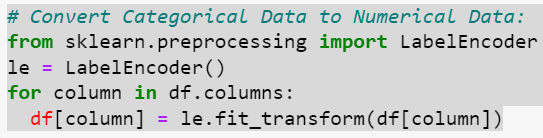 # Convert Categorical Data to Numerical Data:
from sklearn.preprocessing import LabelEncoder
le = LabelEncoder()
for column in df.columns:
  df[column] = le.fit_transform(df[column])